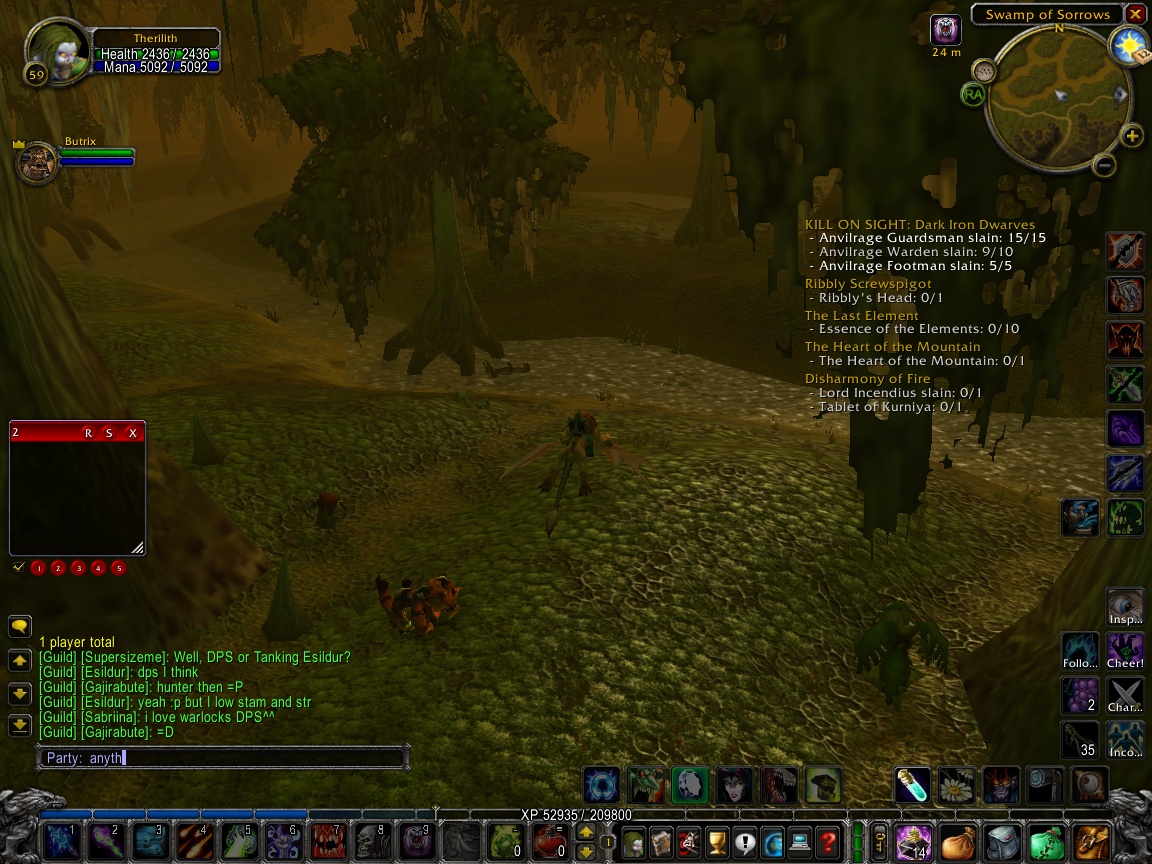 Swamp of Sorrows
Therilith
Health 2436 / 2436
Mana 5092 / 5092
59
24 m
N
SW
RA
Butrix
KILL ON SIGHT: Dark Iron Dwarves
- Anvilrage Guardsman slain: 15/15
- Anvilrage Warden slain: 9/10
- Anvilrage Footman slain: 5/5
Ribbly Screwspigot
- Ribbly's Head: 0/1
The Last Element
- Essence of the Elements: 0/10
The Heart of the Mountain
- The Heart of the Mountain: 0/1
Disharmony of Fire
- Lord Incendius slain: 0/1
- Tablet of Kurniya: 0/1
2 R S X
1 2 3 4 5
1 player total
[Guild] [Supersizeme]: Well, DPS or Tanking Esildur?
[Guild] [Esildur]: dps I think
[Guild] [Gajirabute]: hunter then =P
[Guild] [Esildur]: yeah :p but I low stam and str
[Guild] [Sabriina]: i love warlocks DPS^^
[Guild] [Gajirabute]: =D
Party: anyth
Insp...
Follo... Cheer!
2 Char...
35 Inco...
XP 52935 / 209800
1 2 3 4 5 6 7 8 9 - =
0 0 1 14